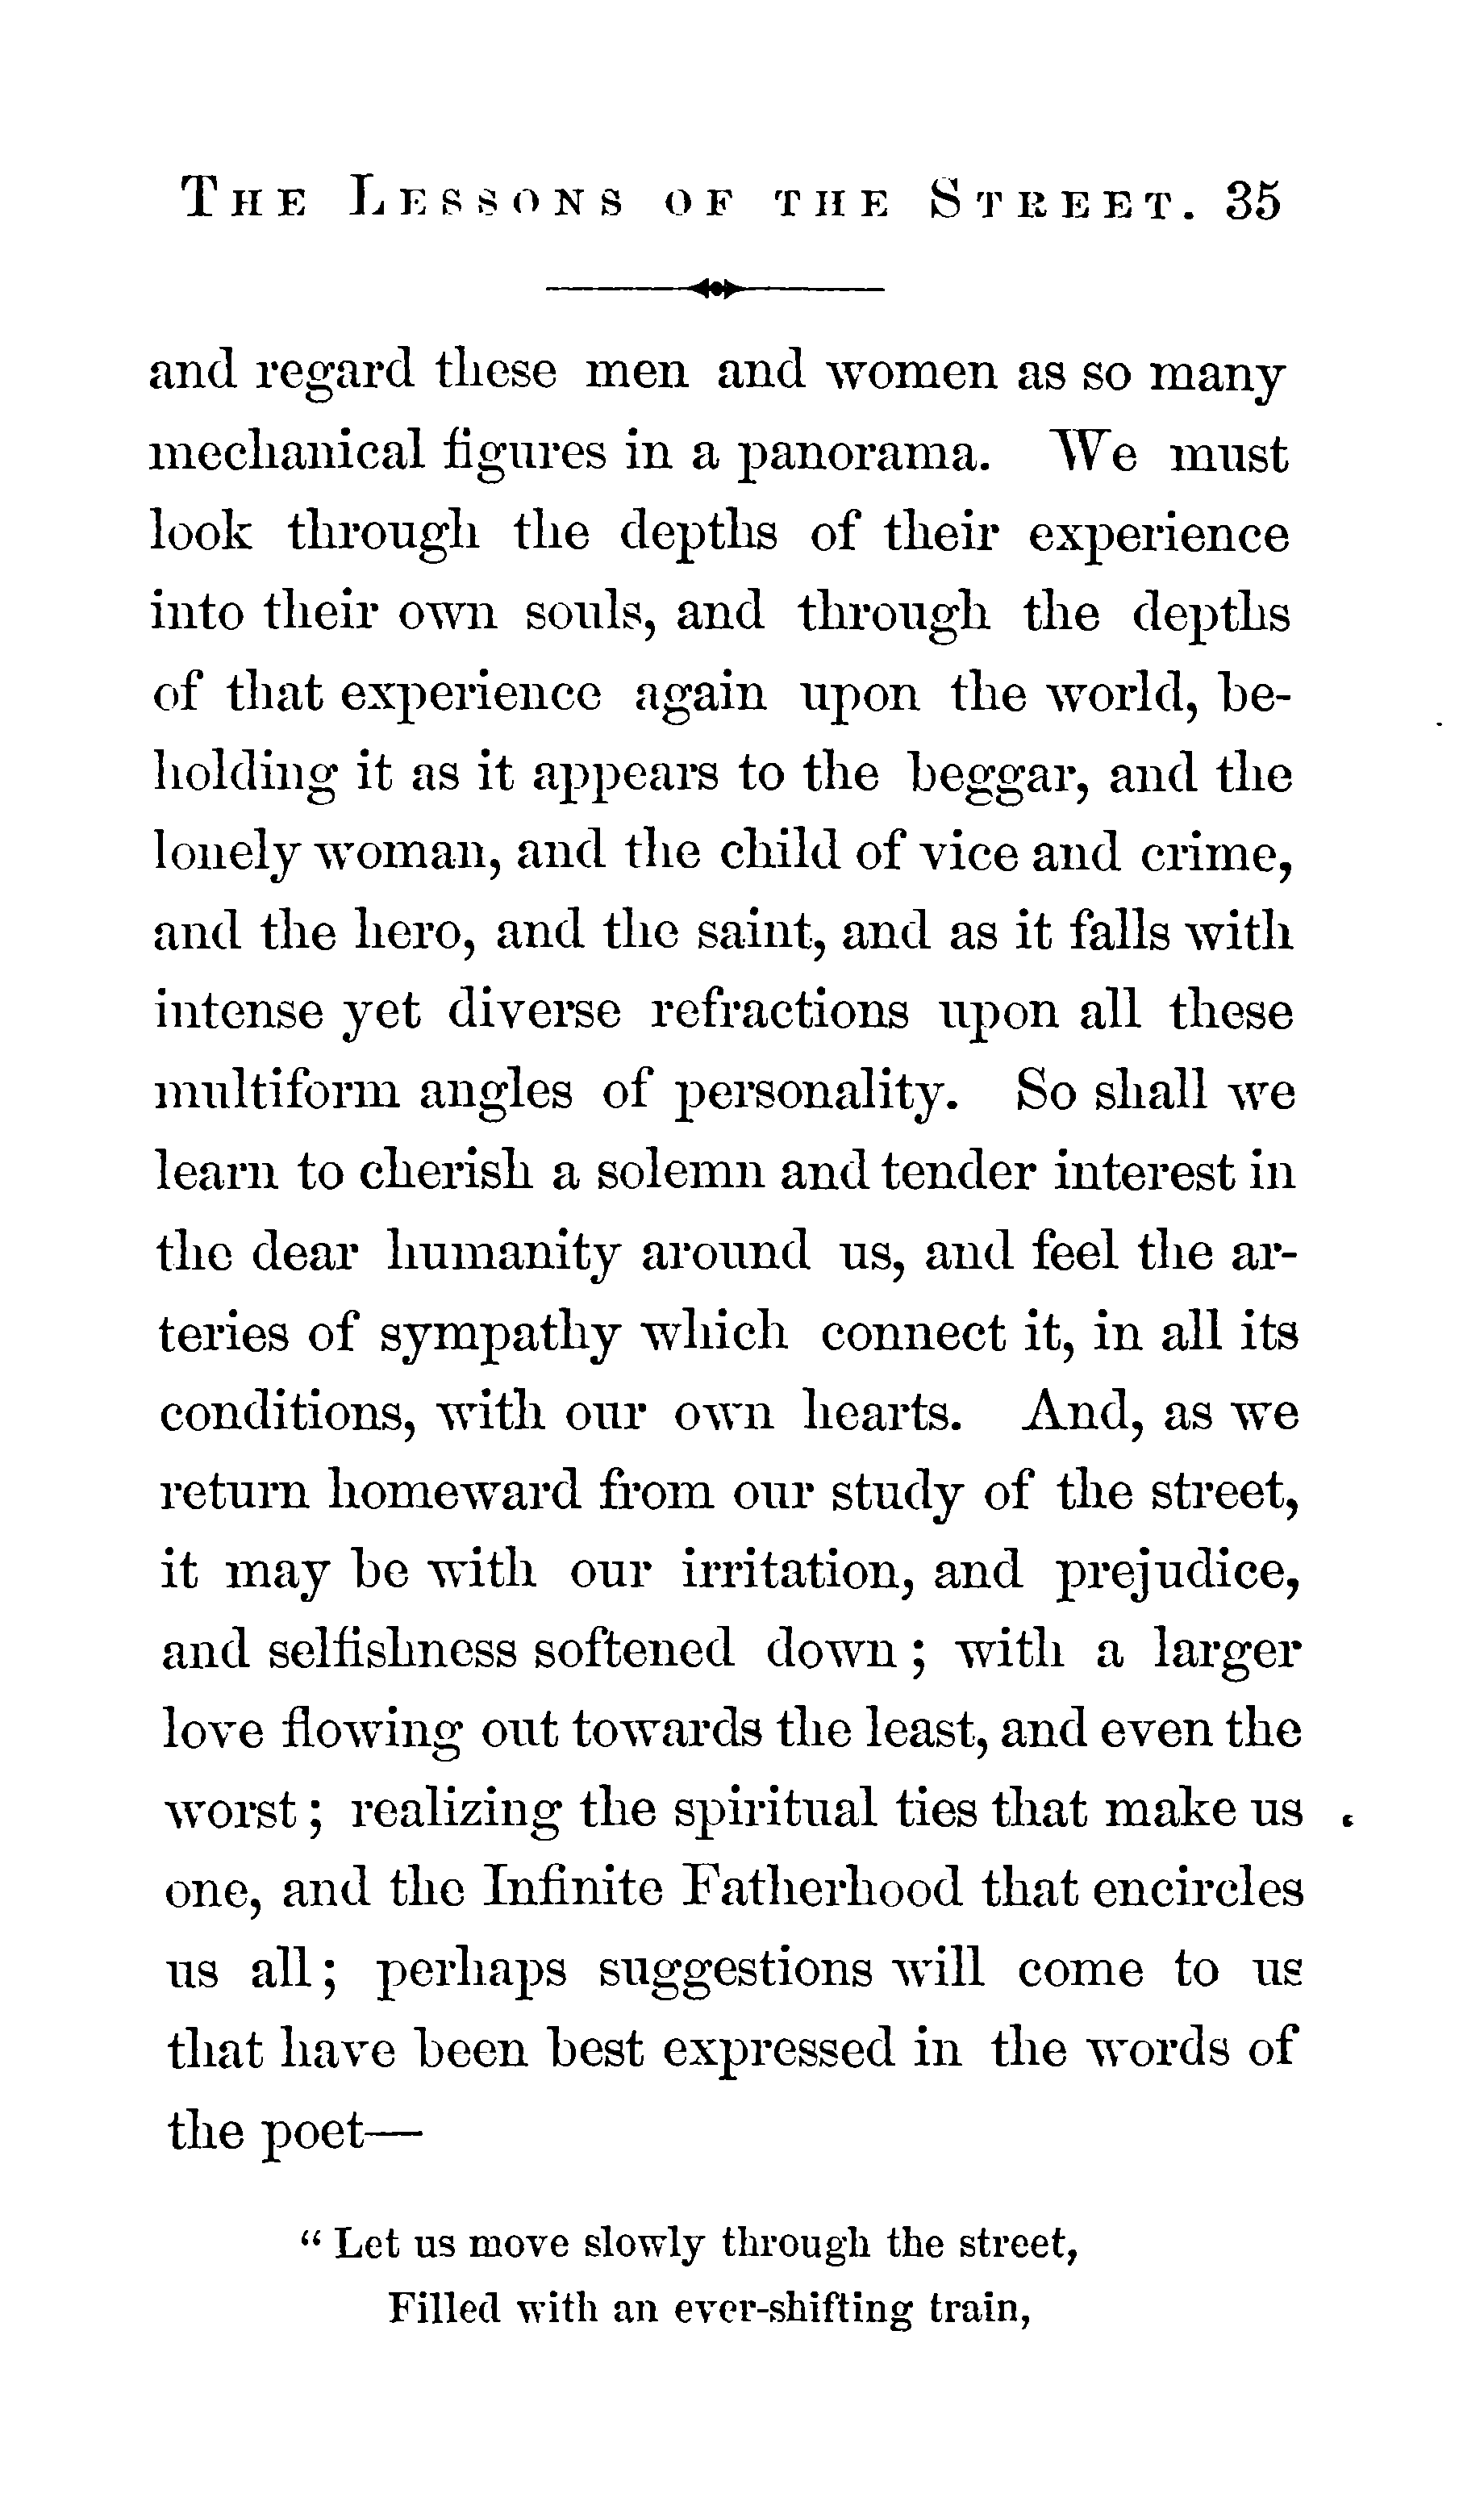 The Lessons of the Street. 35
and regard these men and women as so many
mechanical figures in a panorama. We must
look through the depths of their experience
into their own souls, and through the depths
of that experience again upon the world, be-
holding it as it appears to the beggar, and the
lonely woman, and the child of vice and crime,
and the hero, and the saint, and as it falls with
intense yet diverse refractions upon all these
multiform angles of personality. So shall we
learn to cherish a solemn and tender interest in
the dear humanity around us, and feel the ar-
teries of sympathy which connect it, in all its
conditions, with our own hearts. And, as we
return homeward from our study of the street,
it may be with our irritation, and prejudice,
and selfishness softened down; with a larger
love flowing out towards the least, and even the
worst; realizing the spiritual ties that make us
one, and the Infinite Fatherhood that encircles
us all; perhaps suggestions will come to us
that have been best expressed in the words of
the poet—
“Let us move slowly through the street,
Filled with an ever-shifting train,